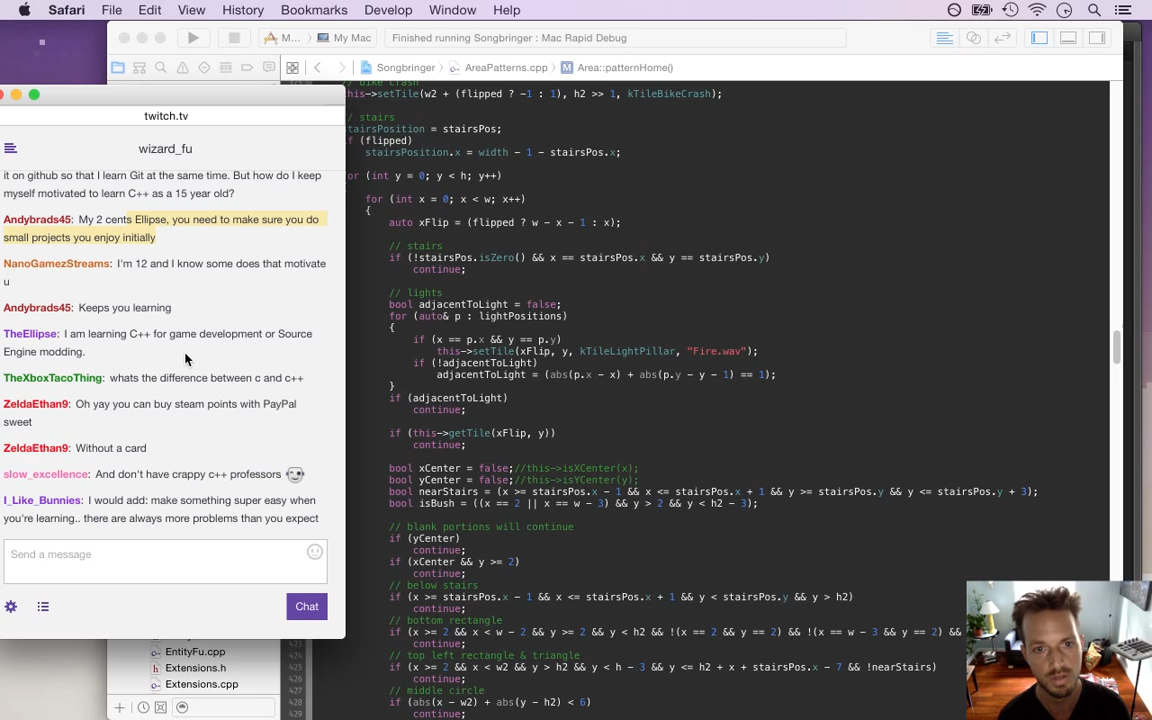 Safari File Edit View History Bookmarks Develop Window Help
M... My Mac Finished running Songbringer : Mac Rapid Debug
Songbringer AreaPatterns.cpp M Area::patternHome()
twitch.tv
wizard_fu
it on github so that I learn Git at the same time. But how do I keep
myself motivated to learn C++ as a 15 year old?
Andybrads45: My 2 cents Ellipse, you need to make sure you do
small projects you enjoy initially
NanoGamezStreams: I'm 12 and I know some does that motivate
u
Andybrads45: Keeps you learning
TheEllipse: I am learning C++ for game development or Source
Engine modding.
TheXboxTacoThing: whats the difference between c and c++
ZeldaEthan9: Oh yay you can buy steam points with PayPal
sweet
ZeldaEthan9: Without a card
slow_excellence: And don't have crappy c++ professors
I_Like_Bunnies: I would add: make something super easy when
you're learning.. there are always more problems than you expect
Send a message
Chat
EntityFu.cpp
h Extensions.h
Extensions.cpp
// bike crash
this->setTile(w2 + (flipped ? -1 : 1), h2 >> 1, kTileBikeCrash);
// stairs
stairsPosition = stairsPos;
if (flipped)
stairsPosition.x = width - 1 - stairsPos.x;
for (int y = 0; y < h; y++)
for (int x = 0; x < w; x++)
{
auto xFlip = (flipped ? w - x - 1 : x);
// stairs
if (!stairsPos.isZero() && x == stairsPos.x && y == stairsPos.y)
continue;
// lights
bool adjacentToLight = false;
for (auto& p : lightPositions)
{
if (x == p.x && y == p.y)
this->setTile(xFlip, y, kTileLightPillar, "Fire.wav");
if (!adjacentToLight)
adjacentToLight = (abs(p.x - x) + abs(p.y - y - 1) == 1);
}
if (adjacentToLight)
continue;
if (this->getTile(xFlip, y))
continue;
bool xCenter = false;//this->isXCenter(x);
bool yCenter = false;//this->isYCenter(y);
bool nearStairs = (x >= stairsPos.x - 1 && x <= stairsPos.x + 1 && y >= stairsPos.y && y <= stairsPos.y + 3);
bool isBush = ((x == 2 || x == w - 3) && y > 2 && y < h2 - 3);
// blank portions will continue
if (yCenter)
continue;
if (xCenter && y >= 2)
continue;
// below stairs
if (x >= stairsPos.x - 1 && x <= stairsPos.x + 1 && y < stairsPos.y && y > h2)
continue;
// bottom rectangle
if (x >= 2 && x < w - 2 && y >= 2 && y < h2 && !(x == 2 && y == 2) && !(x == w - 3 && y == 2) &&
continue;
// top left rectangle & triangle
if (x >= 2 && x < w2 && y > h2 && y < h - 3 && y <= h2 + x + stairsPos.x - 7 && !nearStairs)
continue;
// middle circle
if (abs(x - w2) + abs(y - h2) < 6)
continue;
423
424
425
426
427
428
429